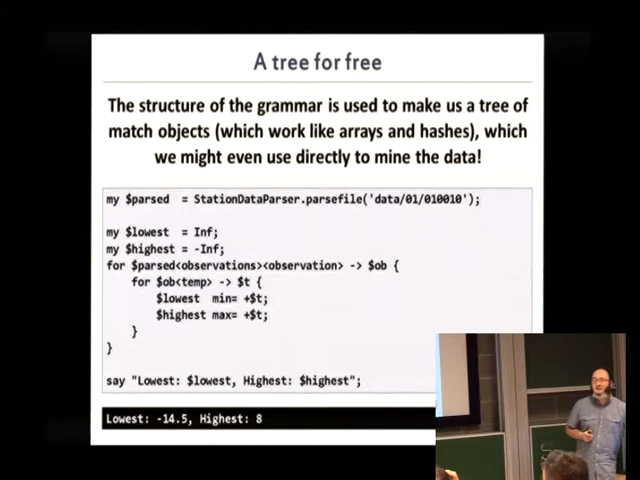 A tree for free
The structure of the grammar is used to make us a tree of
match objects (which work like arrays and hashes), which
we might even use directly to mine the data!
my $parsed = StationDataParser.parsefile('data/01/010010');
my $lowest = Inf;
my $highest = -Inf;
for $parsed<observations><observation> -> $ob {
for $ob<temp> -> $t {
$lowest min= +$t;
$highest max= +$t;
}
}
say "Lowest: $lowest, Highest: $highest";
Lowest: -14.5, Highest: 8